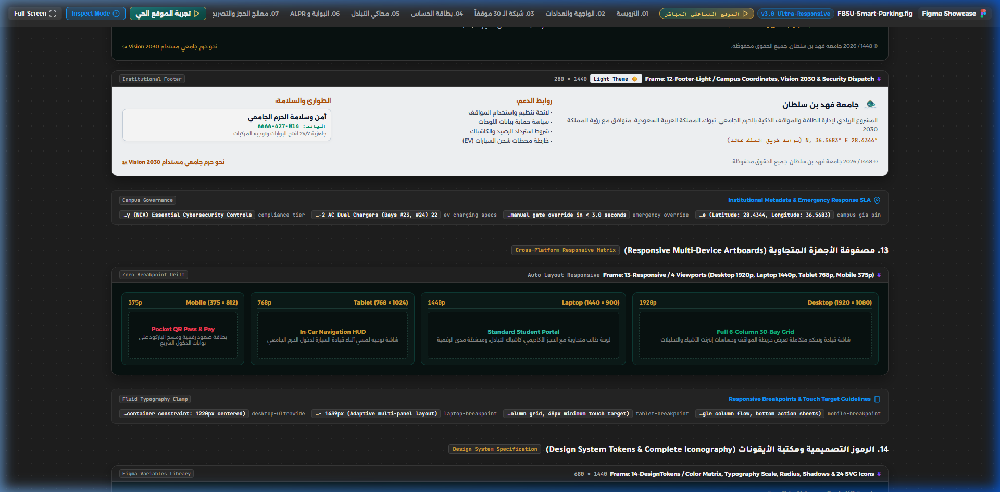 Figma Showcase
FBSU-Smart-Parking.fig
v3.0 Ultra-Responsive
الموقع التفاعلي المباشر
01. الترويسة
02. الواجهة والعدادات
03. شبكة الـ 30 موقفاً
04. بطاقة الحساس
05. محاكي التبادل
06. البوابة و ALPR
07. معالج الحجز والتصريح
تجربة الموقع الحي
Inspect Mode
Full Screen
© 1448 / 2026 جامعة فهد بن سلطان. جميع الحقوق محفوظة.
نحو حرم جامعي مستدام Vision 2030 SA
# Frame: 12-Footer-Light / Campus Coordinates, Vision 2030 & Security Dispatch
Light Theme
1440 × 280
Institutional Footer
جامعة فهد بن سلطان
المشروع الريادي لإدارة الطاقة والمواقف الذكية بالحرم الجامعي. تبوك، المملكة العربية السعودية. متوافق مع رؤية المملكة
2030.
28.4344° N, 36.5683° E (بوابة طريق الملك خالد)
روابط الدعم:
• لائحة تنظيم واستخدام المواقف
• سياسة حماية بيانات اللوحات
• شروط استرداد الرصيد والكاشباك
• خارطة محطات شحن السيارات (EV)
الطوارئ والسلامة:
أمن وسلامة الحرم الجامعي
الهاتف: 014-427-6666
جاهزية 24/7 لفتح البوابات وتوجيه المركبات
© 1448 / 2026 جامعة فهد بن سلطان. جميع الحقوق محفوظة.
نحو حرم جامعي مستدام Vision 2030 SA
Institutional Metadata & Emergency Response SLA
Campus Governance
campus-gis-pin
…e (Latitude: 28.4344, Longitude: 36.5683)
emergency-override
…manual gate override in < 3.0 seconds
ev-charging-specs
…-2 AC Dual Chargers (Bays #23, #24) 22
compliance-tier
…y (NCA) Essential Cybersecurity Controls
13. مصفوفة الأجهزة المتجاوبة (Responsive Multi-Device Artboards)
Cross-Platform Responsive Matrix
# Frame: 13-Responsive / 4 Viewports (Desktop 1920p, Laptop 1440p, Tablet 768p, Mobile 375p)
Auto Layout Responsive
Zero Breakpoint Drift
Desktop (1920 × 1080)
1920p
Full 6-Column 30-Bay Grid
شاشة قيادة وتحكم متكاملة تعرض خريطة المواقف وحساسات إنترنت الأشياء والتحليلات
Laptop (1440 × 900)
1440p
Standard Student Portal
لوحة طالب متجاوبة مع الحجز الأكاديمي، كاشباك التبادل، ومحفظة مدى الرقمية
Tablet (768 × 1024)
768p
In-Car Navigation HUD
شاشة توجيه لمسي أثناء قيادة السيارة لدخول الحرم الجامعي
Mobile (375 × 812)
375p
Pocket QR Pass & Pay
بطاقة صعود رقمية ومسح الباركود على
بوابات الدخول السريع
Responsive Breakpoints & Touch Target Guidelines
Fluid Typography Clamp
mobile-breakpoint
…gle column flow, bottom action sheets)
tablet-breakpoint
…olumn grid, 48px minimum touch target)
laptop-breakpoint
…- 1439px (Adaptive multi-panel layout)
desktop-ultrawide
…container constraint: 1220px centered)
14. الرموز التصميمية ومكتبة الأيقونات (Design System Tokens & Complete Iconography)
Design System Specification
# Frame: 14-DesignTokens / Color Matrix, Typography Scale, Radius, Shadows & 24 SVG Icons
1440 × 680
Figma Variables Library